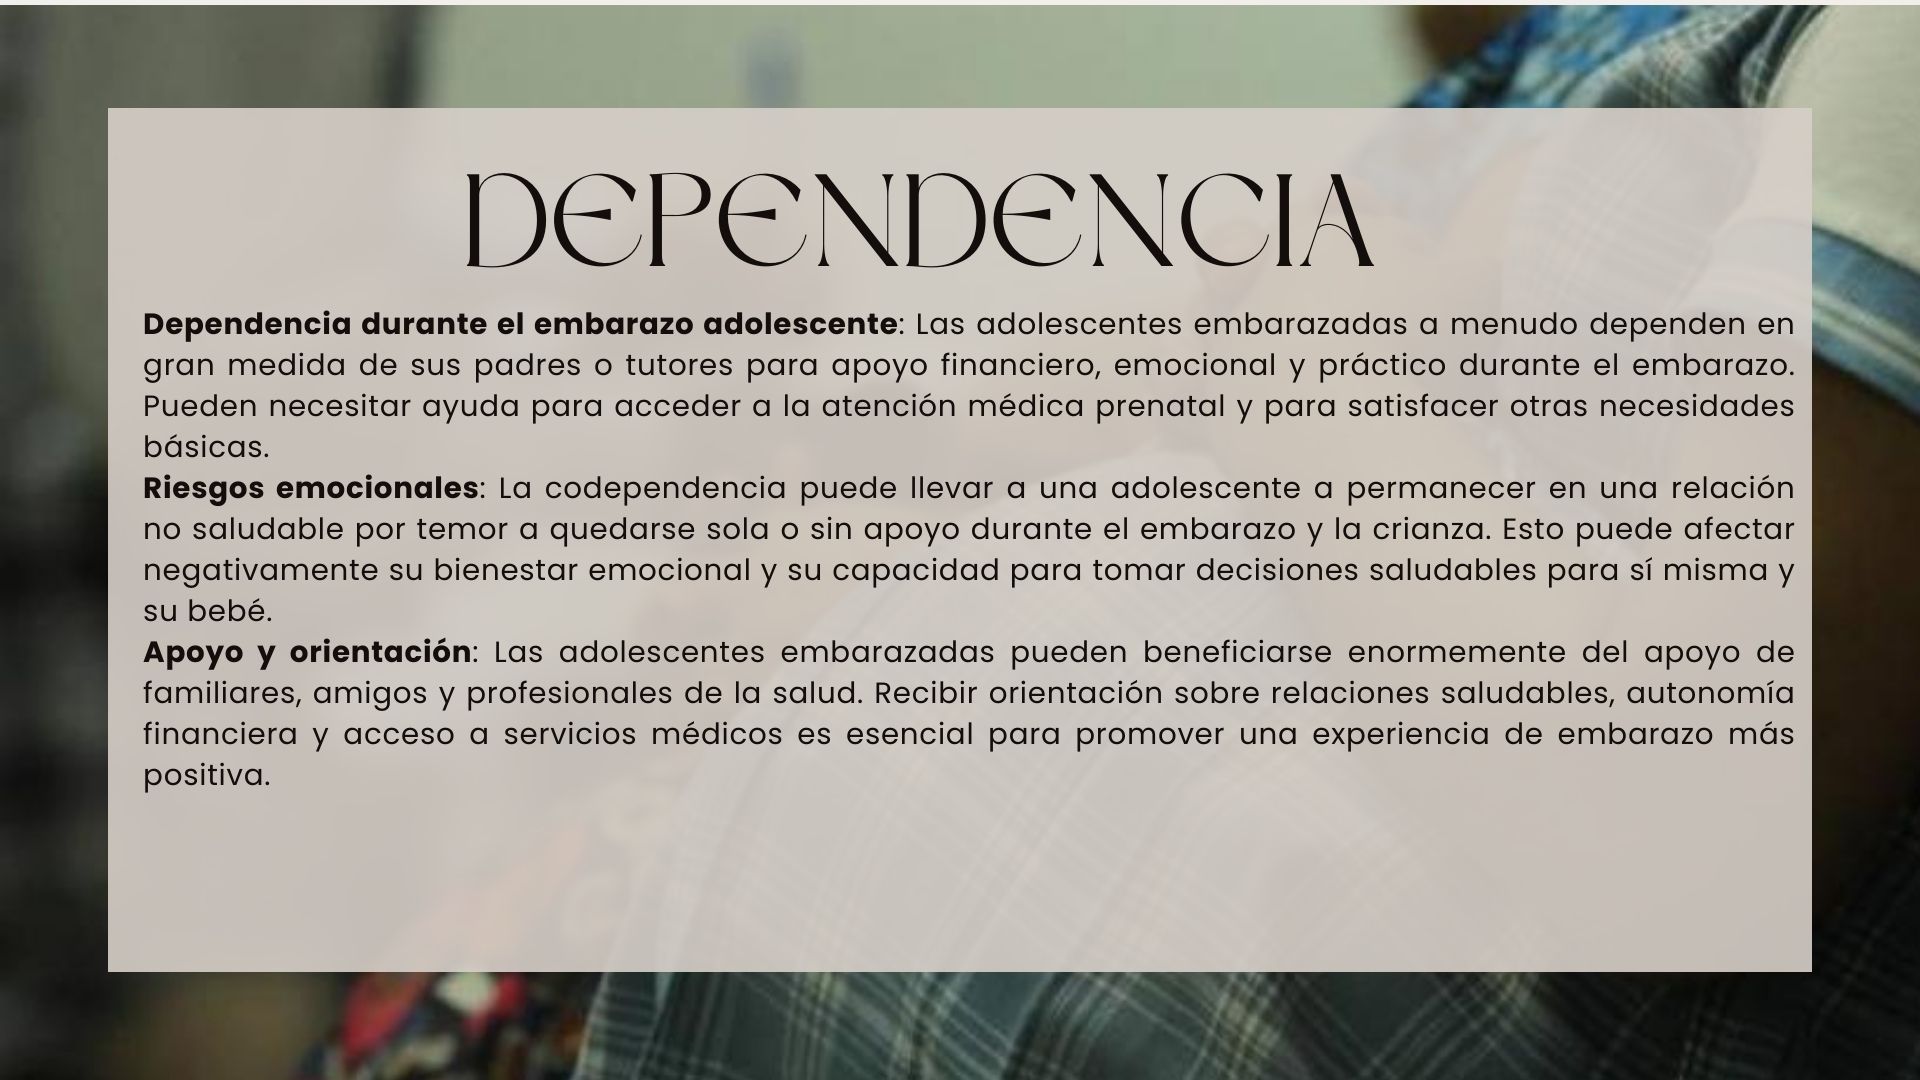 DEPENDENCIA
Dependencia durante el embarazo adolescente: Las adolescentes embarazadas a menudo dependen en
gran medida de sus padres o tutores para apoyo financiero, emocional y práctico durante el embarazo.
Pueden necesitar ayuda para acceder a la atención médica prenatal y para satisfacer otras necesidades
básicas.
Riesgos emocionales: La codependencia puede llevar a una adolescente a permanecer en una relación
no saludable por temor a quedarse sola o sin apoyo durante el embarazo y la crianza. Esto puede afectar
negativamente su bienestar emocional y su capacidad para tomar decisiones saludables para sí misma y
su bebé.
Apoyo y orientación: Las adolescentes embarazadas pueden beneficiarse enormemente del apoyo de
familiares, amigos y profesionales de la salud. Recibir orientación sobre relaciones saludables, autonomía
financiera y acceso a servicios médicos es esencial para promover una experiencia de embarazo más
positiva.